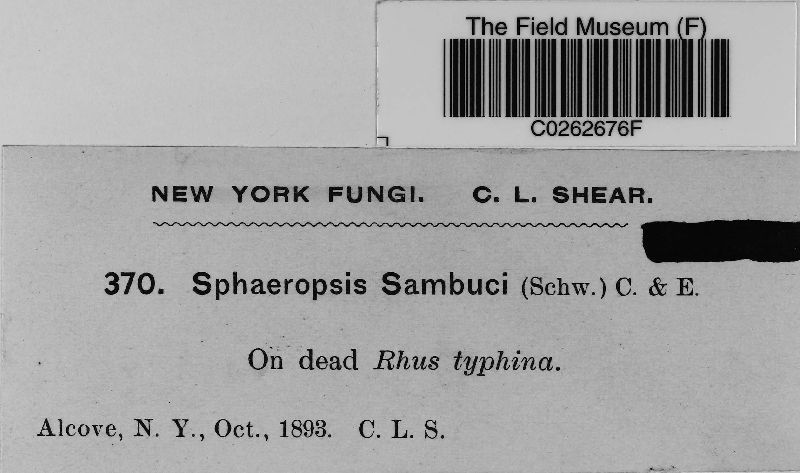 The Field Museum (F)
C0262676F
NEW YORK FUNGI. C. L. SHEAR.
370. Sphaeropsis Sambuci (Schw.) C. & E.
On dead Rhus typhina.
Alcove, N. Y., Oct., 1893. C. L. S.